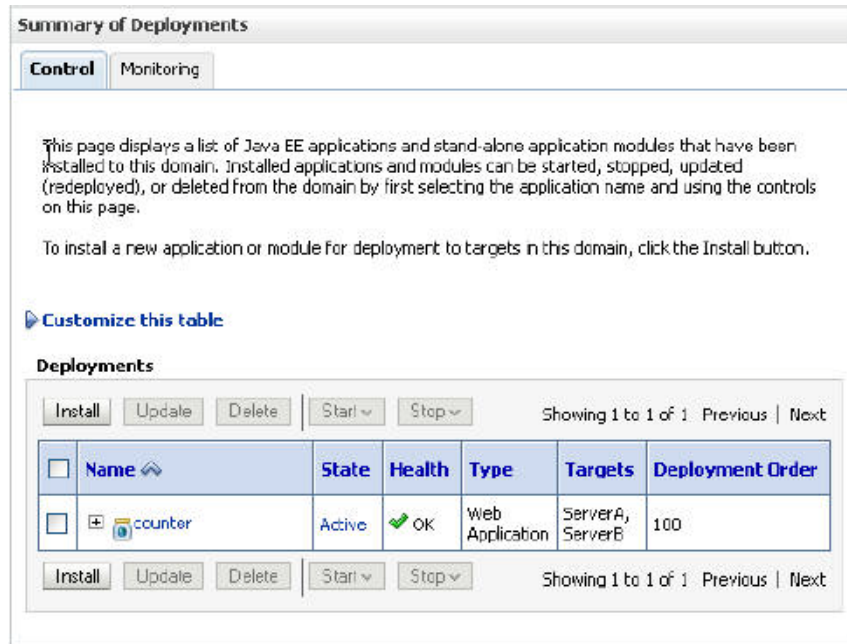 Summary of Deployments
Control Monitoring
This page displays a list of Java EE applications and stand-alone application modules that have been
installed to this domain. Installed applications and modules can be started, stopped, updated
(redeployed), or deleted from the domain by first selecting the application name and using the controls
on this page.
To install a new application or module for deployment to targets in this domain, click the Install button.
Customize this table
Deployments
Install Update Delete Start Stop Showing 1 to 1 of 1 Previous | Next
Name State Health Type Targets Deployment Order
counter Active OK Web Application ServerA, ServerB 100
Install Update Delete Start Stop Showing 1 to 1 of 1 Previous | Next